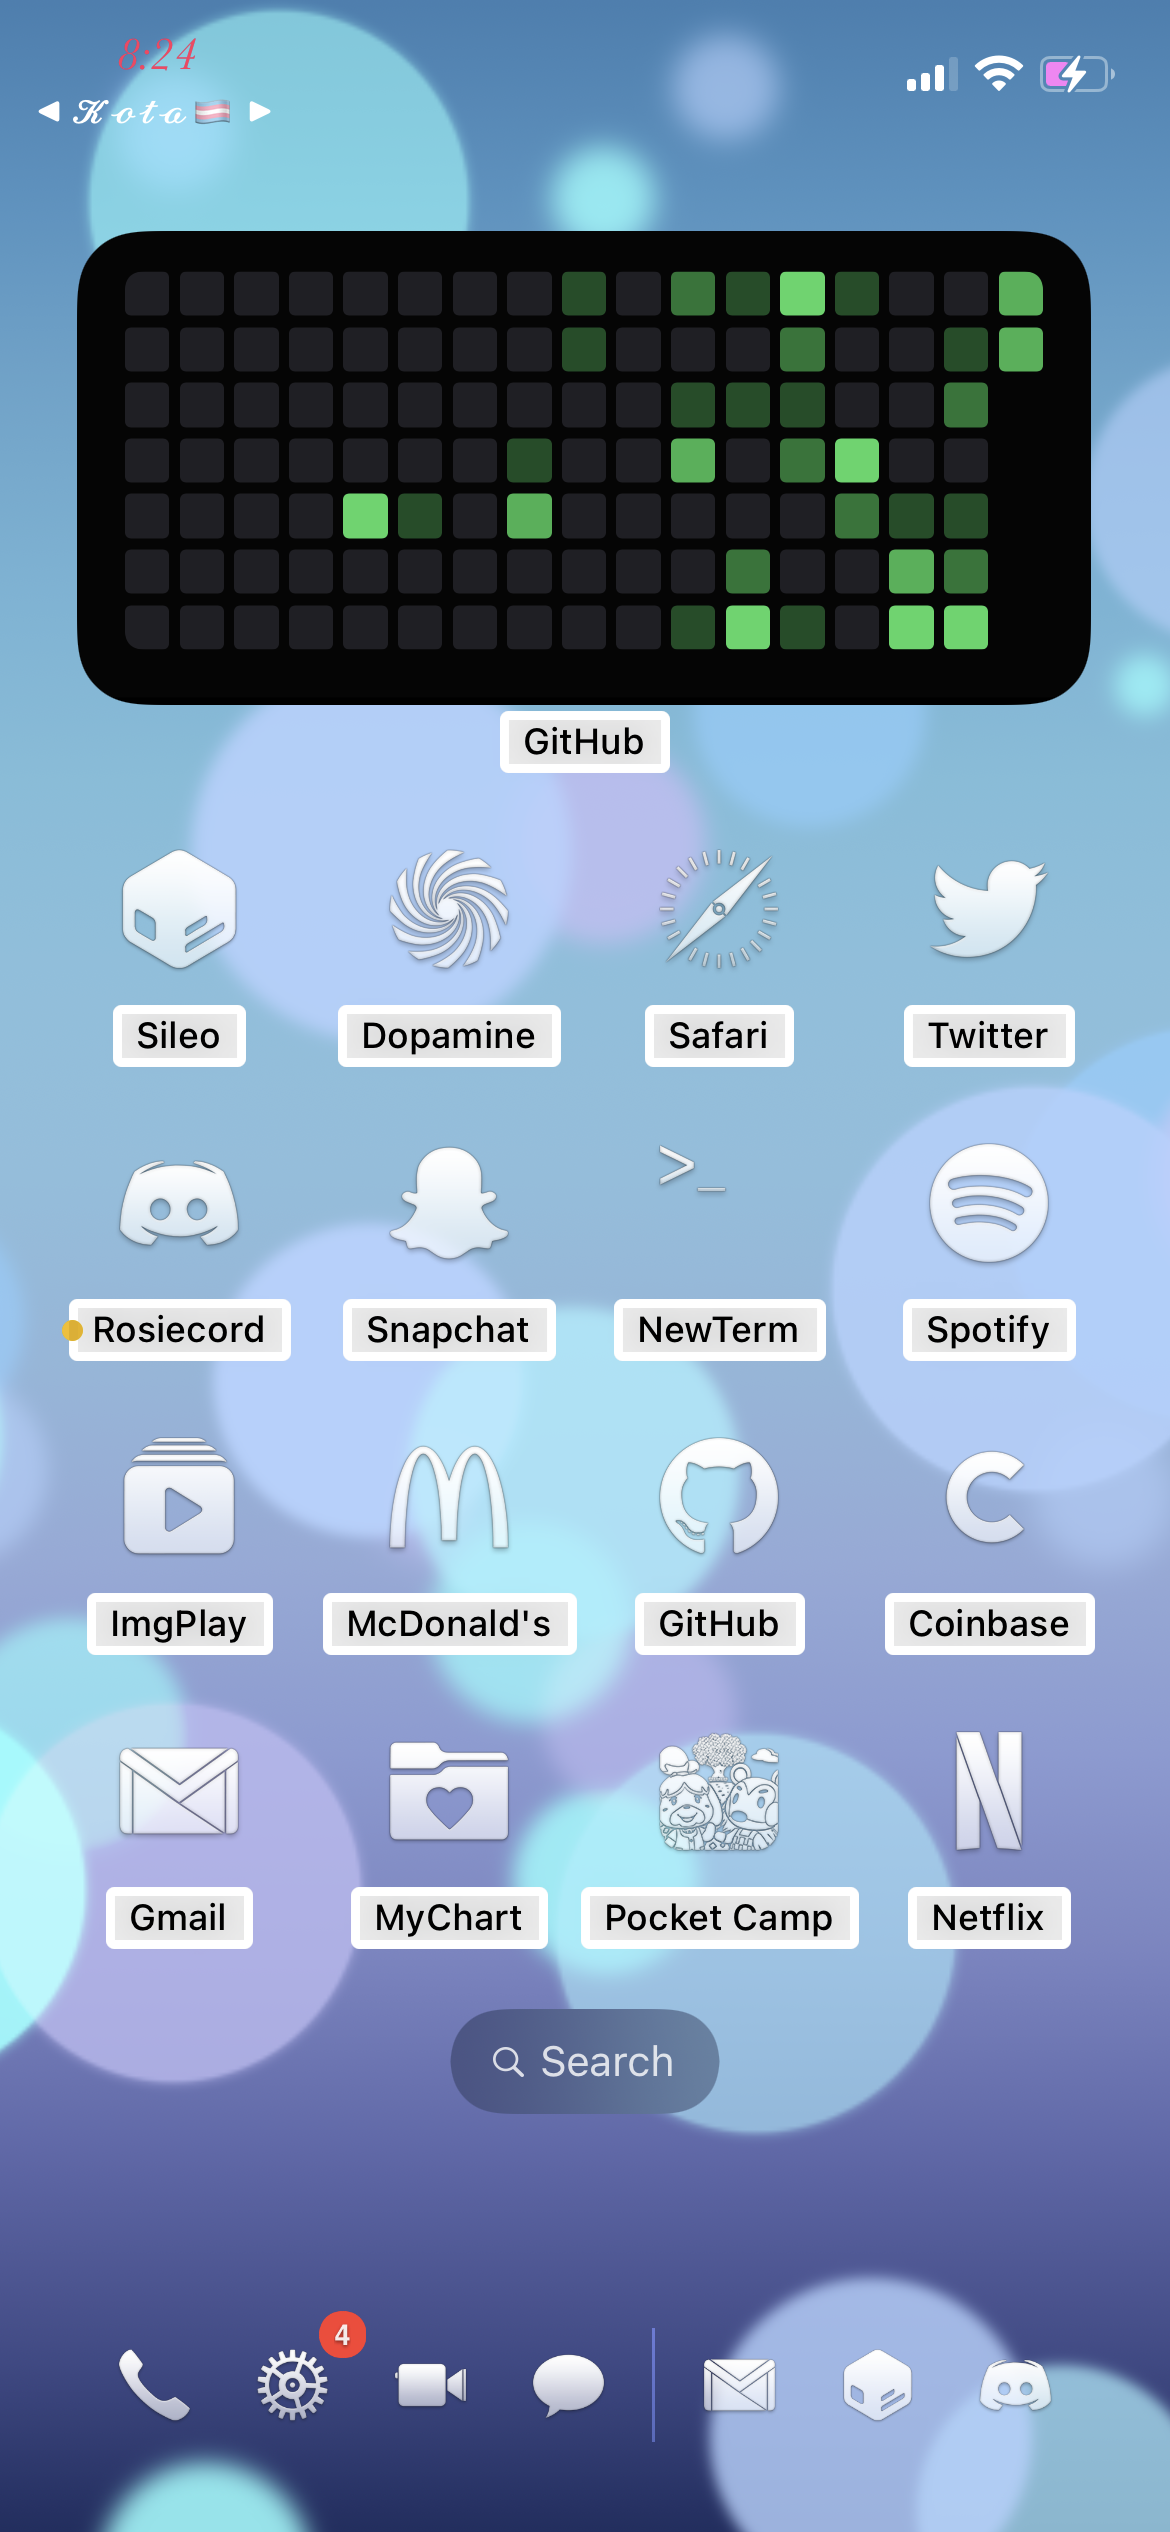 8:24
◀ 𝒦ℴ𝓉𝒶🏳️‍⚧️ ▶
GitHub
Sileo Dopamine Safari Twitter
>_
Rosiecord Snapchat NewTerm Spotify
ImgPlay McDonald's GitHub Coinbase
Gmail MyChart Pocket Camp Netflix
Search
4